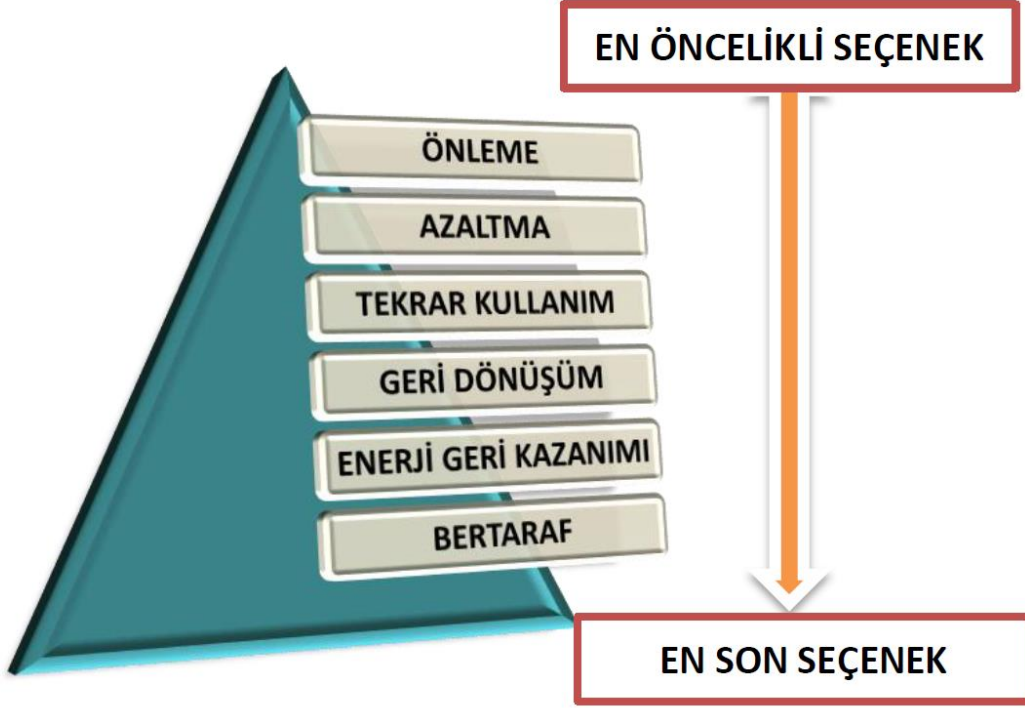 EN ÖNCELİKLİ SEÇENEK
ÖNLEME
AZALTMA
TEKRAR KULLANIM
GERİ DÖNÜŞÜM
ENERJİ GERİ KAZANIMI
BERTARAF
EN SON SEÇENEK